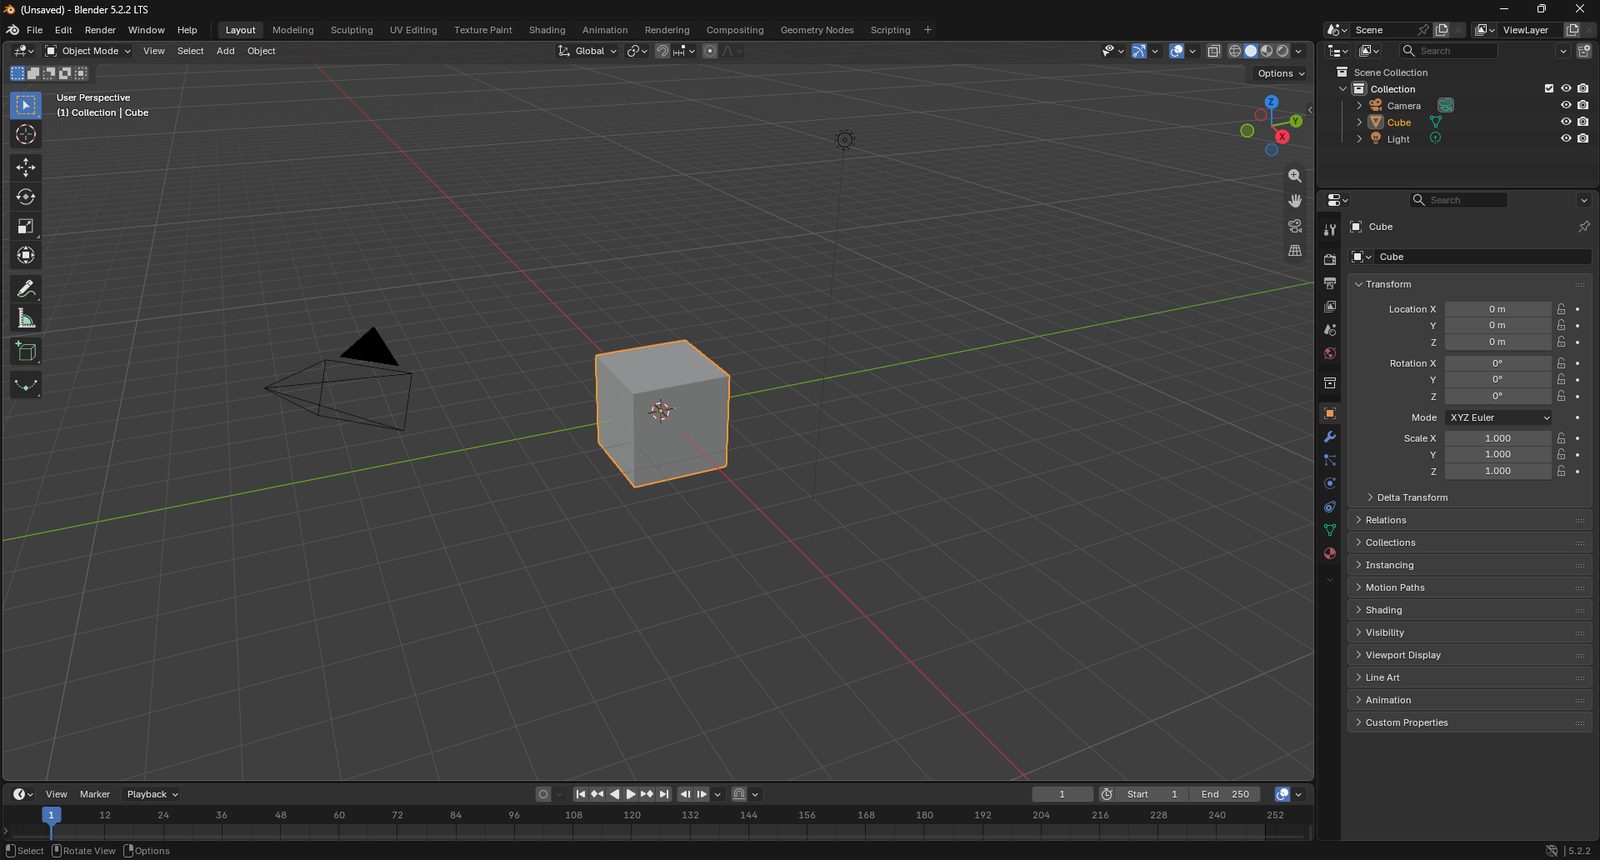 (Unsaved) - Blender 5.2.2 LTS
File Edit Render Window Help Layout Modeling Sculpting UV Editing Texture Paint Shading Animation Rendering Compositing Geometry Nodes Scripting + Scene ViewLayer
Object Mode View Select Add Object Global Search
Options
User Perspective
(1) Collection | Cube
Z
Y
X
Scene Collection
Collection
Camera
Cube
Light
Search
Cube
Cube
Transform
Location X 0 m
Y 0 m
Z 0 m
Rotation X 0°
Y 0°
Z 0°
Mode XYZ Euler
Scale X 1.000
Y 1.000
Z 1.000
Delta Transform
Relations
Collections
Instancing
Motion Paths
Shading
Visibility
Viewport Display
Line Art
Animation
Custom Properties
View Marker Playback 1 Start 1 End 250
1 12 24 36 48 60 72 84 96 108 120 132 144 156 168 180 192 204 216 228 240 252
Select Rotate View Options 5.2.2